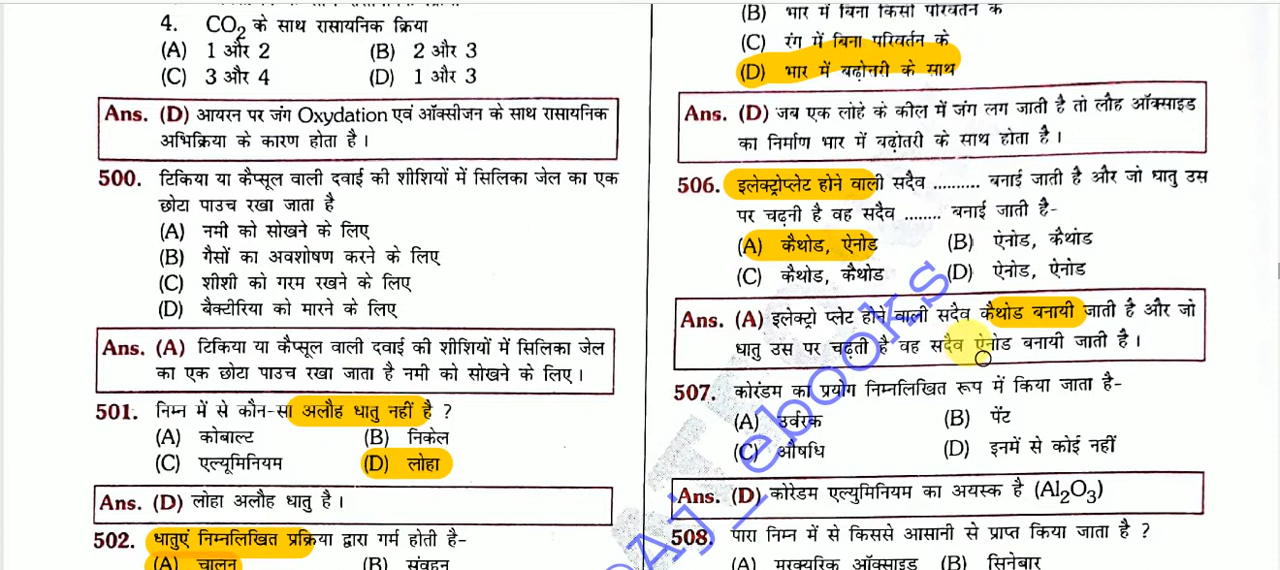 4. CO2 के साथ रासायनिक क्रिया
(A) 1 और 2 (B) 2 और 3
(C) 3 और 4 (D) 1 और 3
Ans. (D) आयरन पर जंग Oxydation एवं ऑक्सीजन के साथ रासायनिक
अभिक्रिया के कारण होता है।
500. टिकिया या कैप्सूल वाली दवाई की शीशियों में सिलिका जेल का एक
छोटा पाउच रखा जाता है
(A) नमी को सोखने के लिए
(B) गैसों का अवशोषण करने के लिए
(C) शीशी को गरम रखने के लिए
(D) बैक्टीरिया को मारने के लिए
Ans. (A) टिकिया या कैप्सूल वाली दवाई की शीशियों में सिलिका जेल
का एक छोटा पाउच रखा जाता है नमी को सोखने के लिए।
501. निम्न में से कौन-सा अलौह धातु नहीं है ?
(A) कोबाल्ट (B) निकेल
(C) एल्यूमिनियम (D) लोहा
Ans. (D) लोहा अलौह धातु है।
502. धातुएं निम्नलिखित प्रक्रिया द्वारा गर्म होती है-
(A) चालन (B) संवहन
(B) भार में बिना किसी परिवर्तन के
(C) रंग में बिना परिवर्तन के
(D) भार में बढ़ोत्तरी के साथ
Ans. (D) जब एक लोहे के कील में जंग लग जाती है तो लौह ऑक्साइड
का निर्माण भार में बढ़ोतरी के साथ होता है।
506. इलेक्ट्रोप्लेट होने वाली सदैव .......... बनाई जाती है और जो धातु उस
पर चढ़नी है वह सदैव ........ बनाई जाती है-
(A) कैथोड, ऐनोड (B) ऐनोड, कैथोड
(C) कैथोड, कैथोड (D) ऐनोड, ऐनोड
Ans. (A) इलेक्ट्रो प्लेट होने वाली सदैव कैथोड बनायी जाती है और जो
धातु उस पर चढ़ती है वह सदैव ऐनोड बनायी जाती है।
507. कोरंडम का प्रयोग निम्नलिखित रूप में किया जाता है-
(A) उर्वरक (B) पेंट
(C) औषधि (D) इनमें से कोई नहीं
Ans. (D) कोरेडम एल्युमिनियम का अयस्क है (Al2O3)
508. पारा निम्न में से किससे आसानी से प्राप्त किया जाता है ?
(A) मरक्यूरिक ऑक्साइड (B) सिनेबार
ebooks